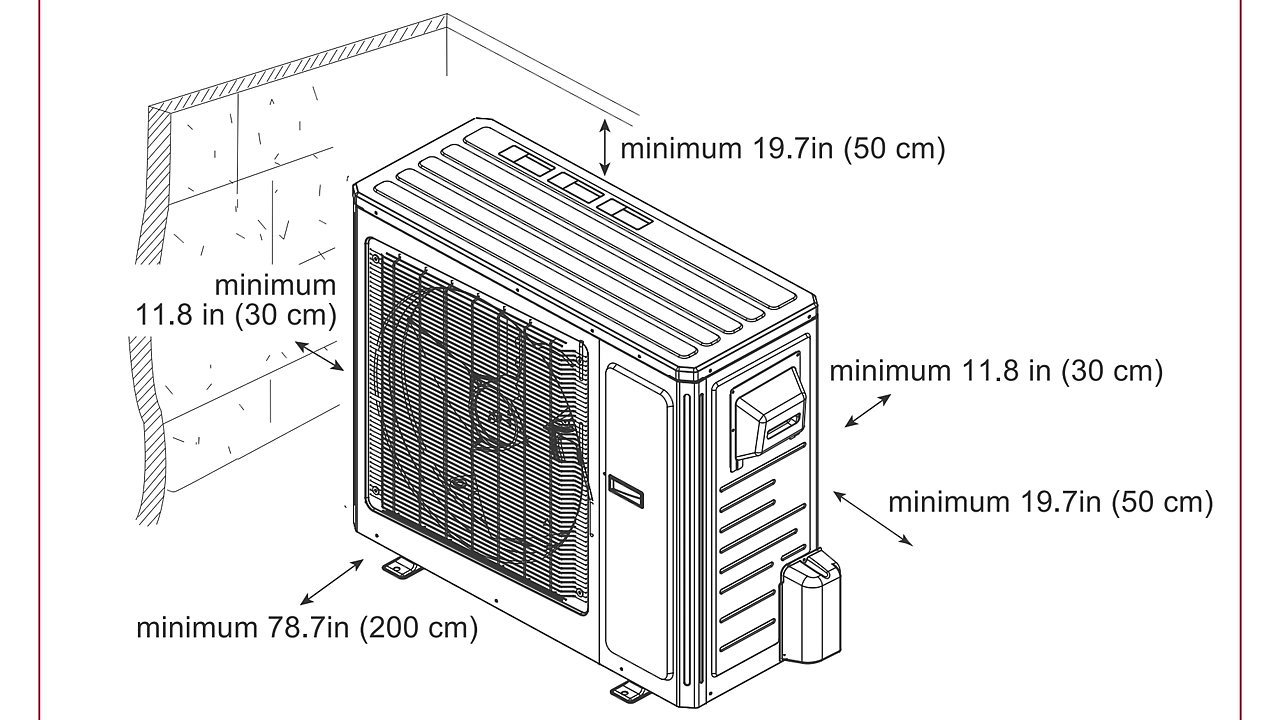 minimum 19.7in (50 cm)
minimum
11.8 in (30 cm)
minimum 11.8 in (30 cm)
minimum 19.7in (50 cm)
minimum 78.7in (200 cm)